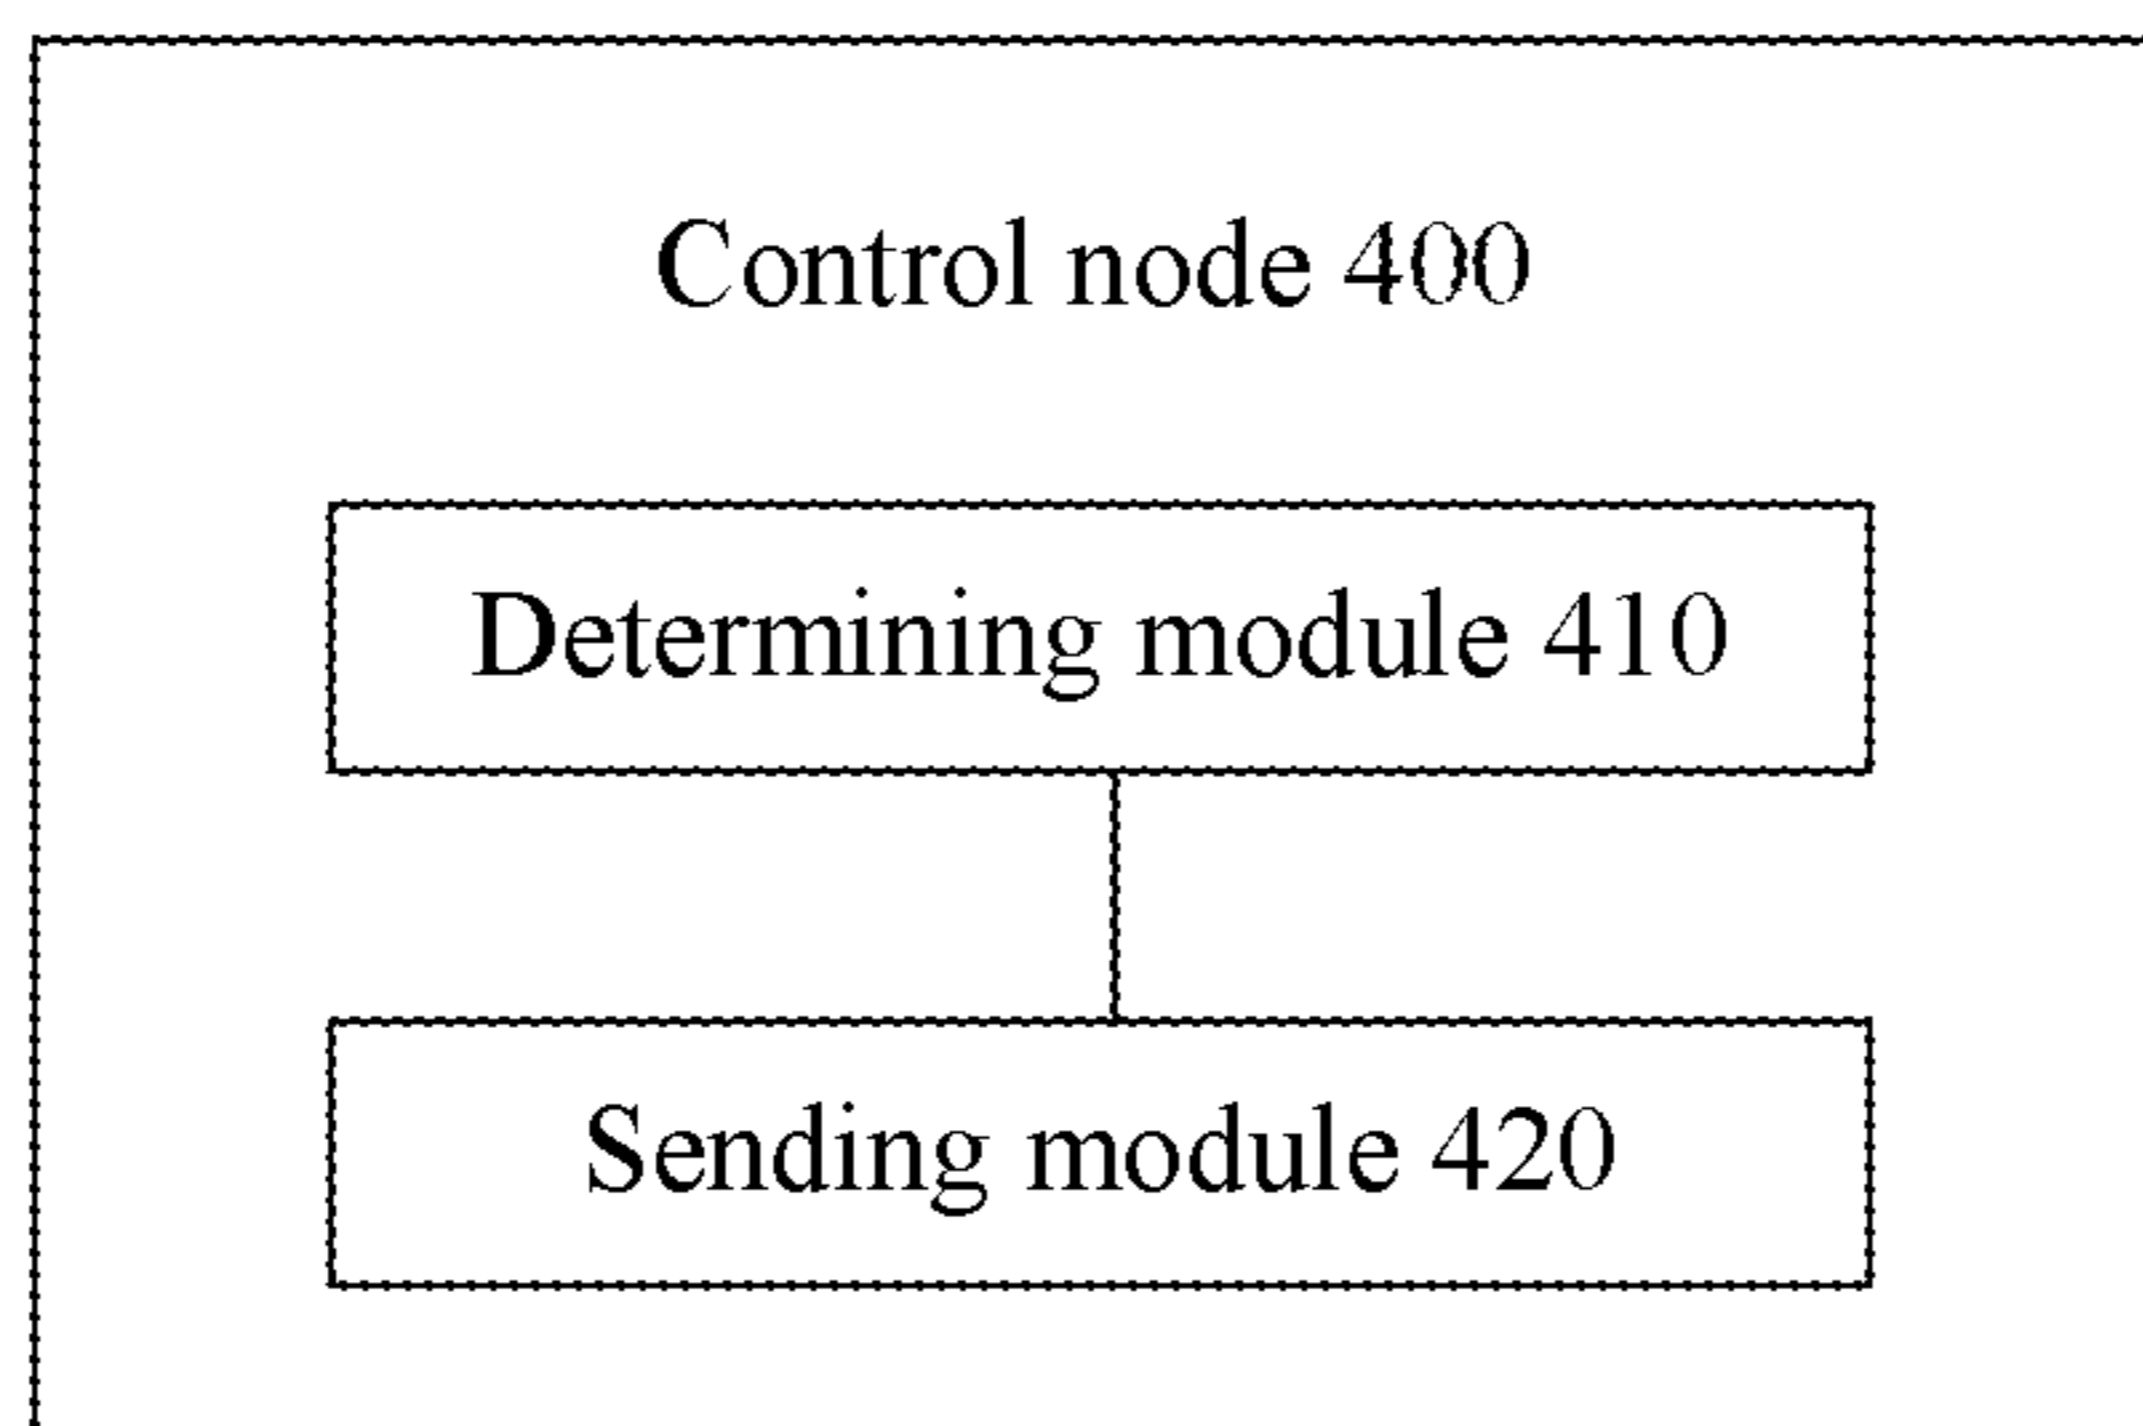 Control node 400
Determining module 410
Sending module 420